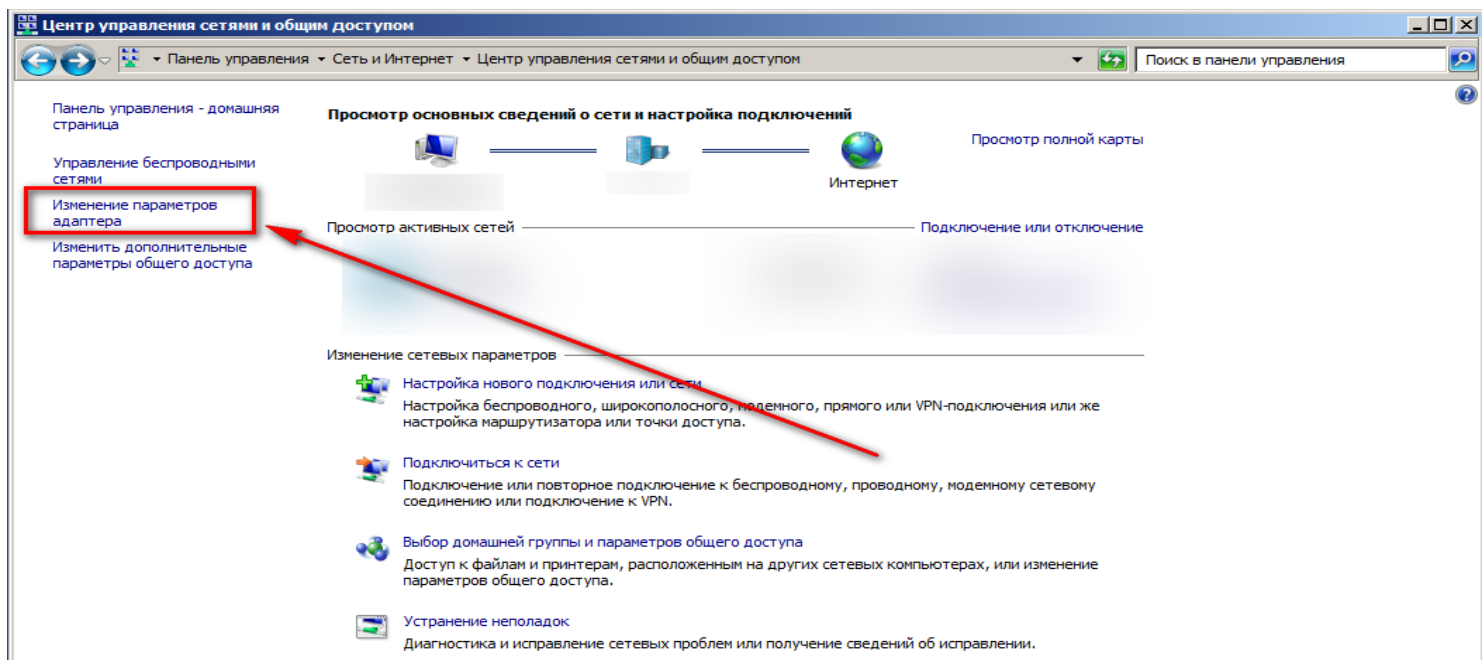 Центр управления сетями и общим доступом
Панель управления
Сеть и Интернет
Центр управления сетями и общим доступом
Поиск в панели управления
Панель управления - домашняя
страница
Управление беспроводными
сетями
Изменение параметров
адаптера
Изменить дополнительные
параметры общего доступа
Просмотр основных сведений о сети и настройка подключений
Просмотр полной карты
Интернет
Просмотр активных сетей
Подключение или отключение
Изменение сетевых параметров
Настройка нового подключения или сети
Настройка беспроводного, широкополосного, модемного, прямого или VPN-подключения или же
настройка маршрутизатора или точки доступа.
Подключиться к сети
Подключение или повторное подключение к беспроводному, проводному, модемному сетевому
соединению или подключение к VPN.
Выбор домашней группы и параметров общего доступа
Доступ к файлам и принтерам, расположенным на других сетевых компьютерах, или изменение
параметров общего доступа.
Устранение неполадок
Диагностика и исправление сетевых проблем или получение сведений об исправлении.